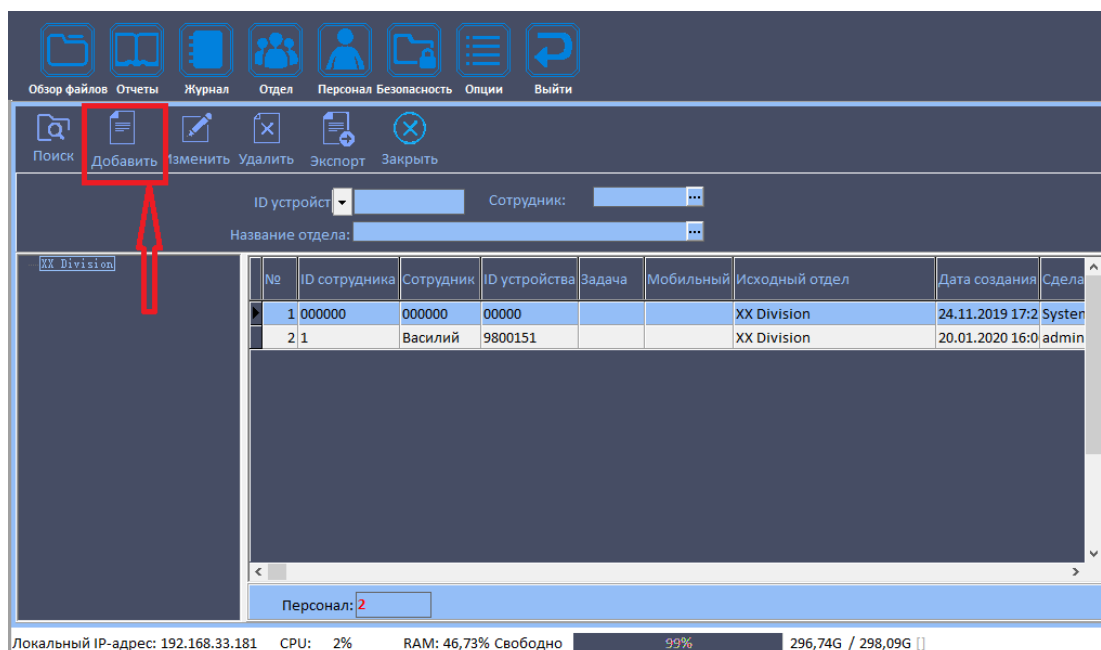 Обзор файлов Отчеты Журнал Отдел Персонал Безопасность Опции Выйти
Поиск Добавить Изменить Удалить Экспорт Закрыть
ID устройст Сотрудник: ...
Название отдела: ...
XX Division
№ ID сотрудника Сотрудник ID устройства Задача Мобильный Исходный отдел Дата создания Сдела
1 000000 000000 00000 XX Division 24.11.2019 17:2 System
2 1 Василий 9800151 XX Division 20.01.2020 16:0 admin
Персонал: 2
Локальный IP-адрес: 192.168.33.181 CPU: 2% RAM: 46,73% Свободно 99% 296,74G / 298,09G []